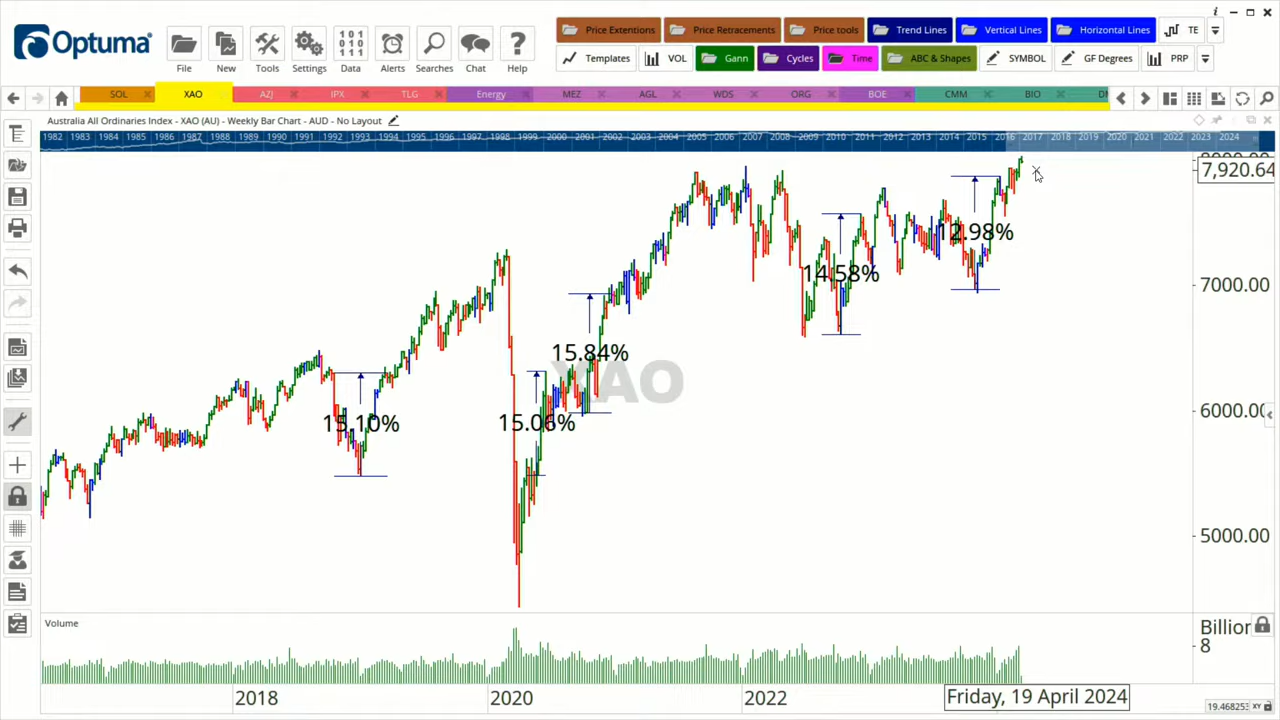 Optuma
File
New
Tools
Settings
Data
Alerts
Searches
Chat
Help
Price Extentions
Price Retracements
Price tools
Trend Lines
Vertical Lines
Horizontal Lines
TE
Templates
VOL
Gann
Cycles
Time
ABC & Shapes
SYMBOL
GF Degrees
PRP
SOL
XAO
AZJ
IPX
TLG
Energy
MEZ
AGL
WDS
ORG
BOE
CMM
BIO
Australia All Ordinaries Index - XAO (AU) - Weekly Bar Chart - AUD - No Layout
1982 1983 1984 1985 1986 1987 1988 1989 1990 1991 1992 1993 1994 1995 1996 1997 1998 1999 2000 2001 2002 2003 2004 2005 2006 2007 2008 2009 2010 2011 2012 2013 2014 2015 2016 2017 2018 2019 2020 2021 2022 2023 2024
7,920.64
12.98%
14.58%
7000.00
15.84%
XAO
15.10%
15.06%
6000.00
5000.00
Volume
Billion
8
2018
2020
2022
Friday, 19 April 2024
19.468253 XY